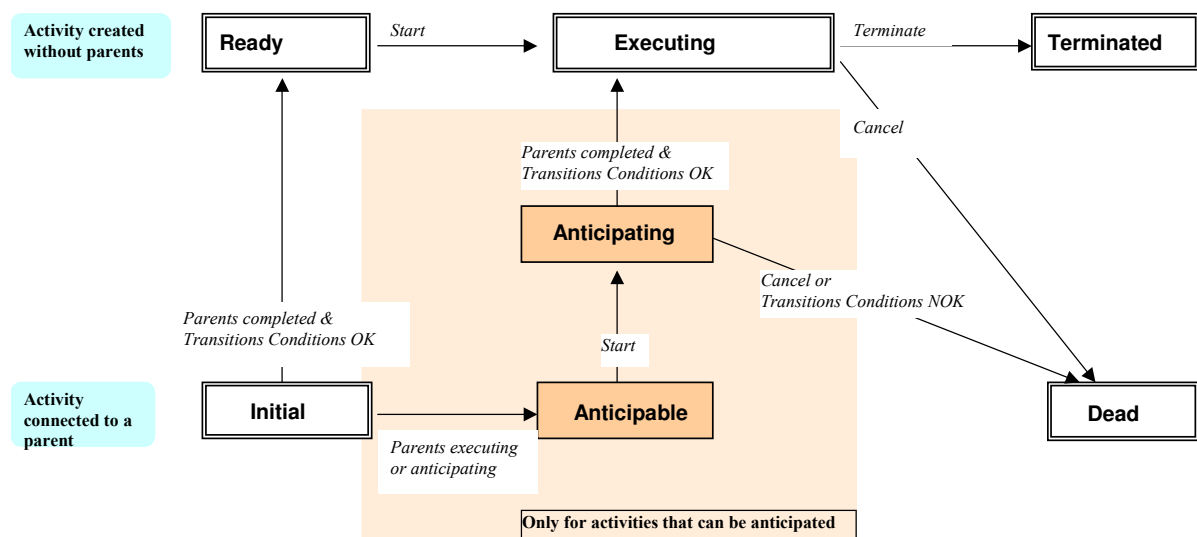 Activity created
without parents
Ready
Start
Executing
Terminate
Terminated
Cancel
Parents completed &
Transitions Conditions OK
Anticipating
Cancel or
Transitions Conditions NOK
Parents completed &
Transitions Conditions OK
Start
Activity
connected to a
parent
Initial
Anticipable
Dead
Parents executing
or anticipating
Only for activities that can be anticipated